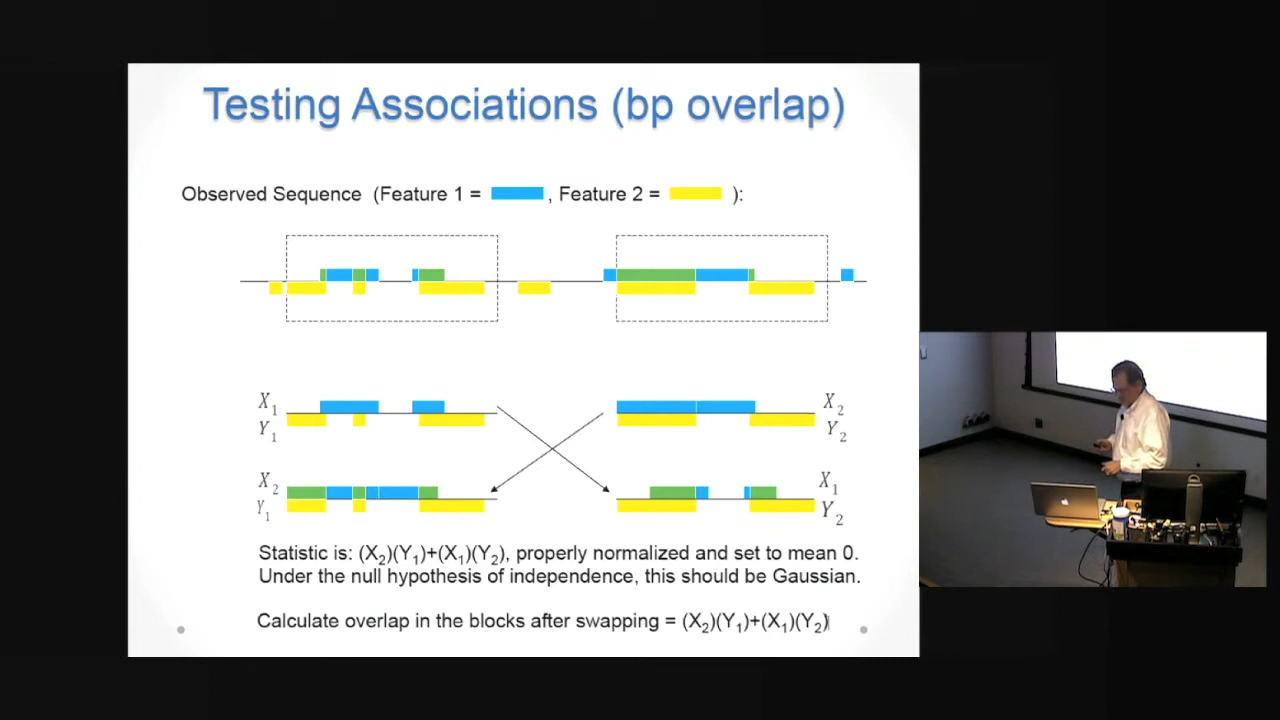 Testing Associations (bp overlap)
Observed Sequence (Feature 1 = , Feature 2 = ):
X1 X2
Y1 Y2
X2 X1
Y1 Y2
Statistic is: (X2)(Y1)+(X1)(Y2), properly normalized and set to mean 0.
Under the null hypothesis of independence, this should be Gaussian.
Calculate overlap in the blocks after swapping = (X2)(Y1)+(X1)(Y2)